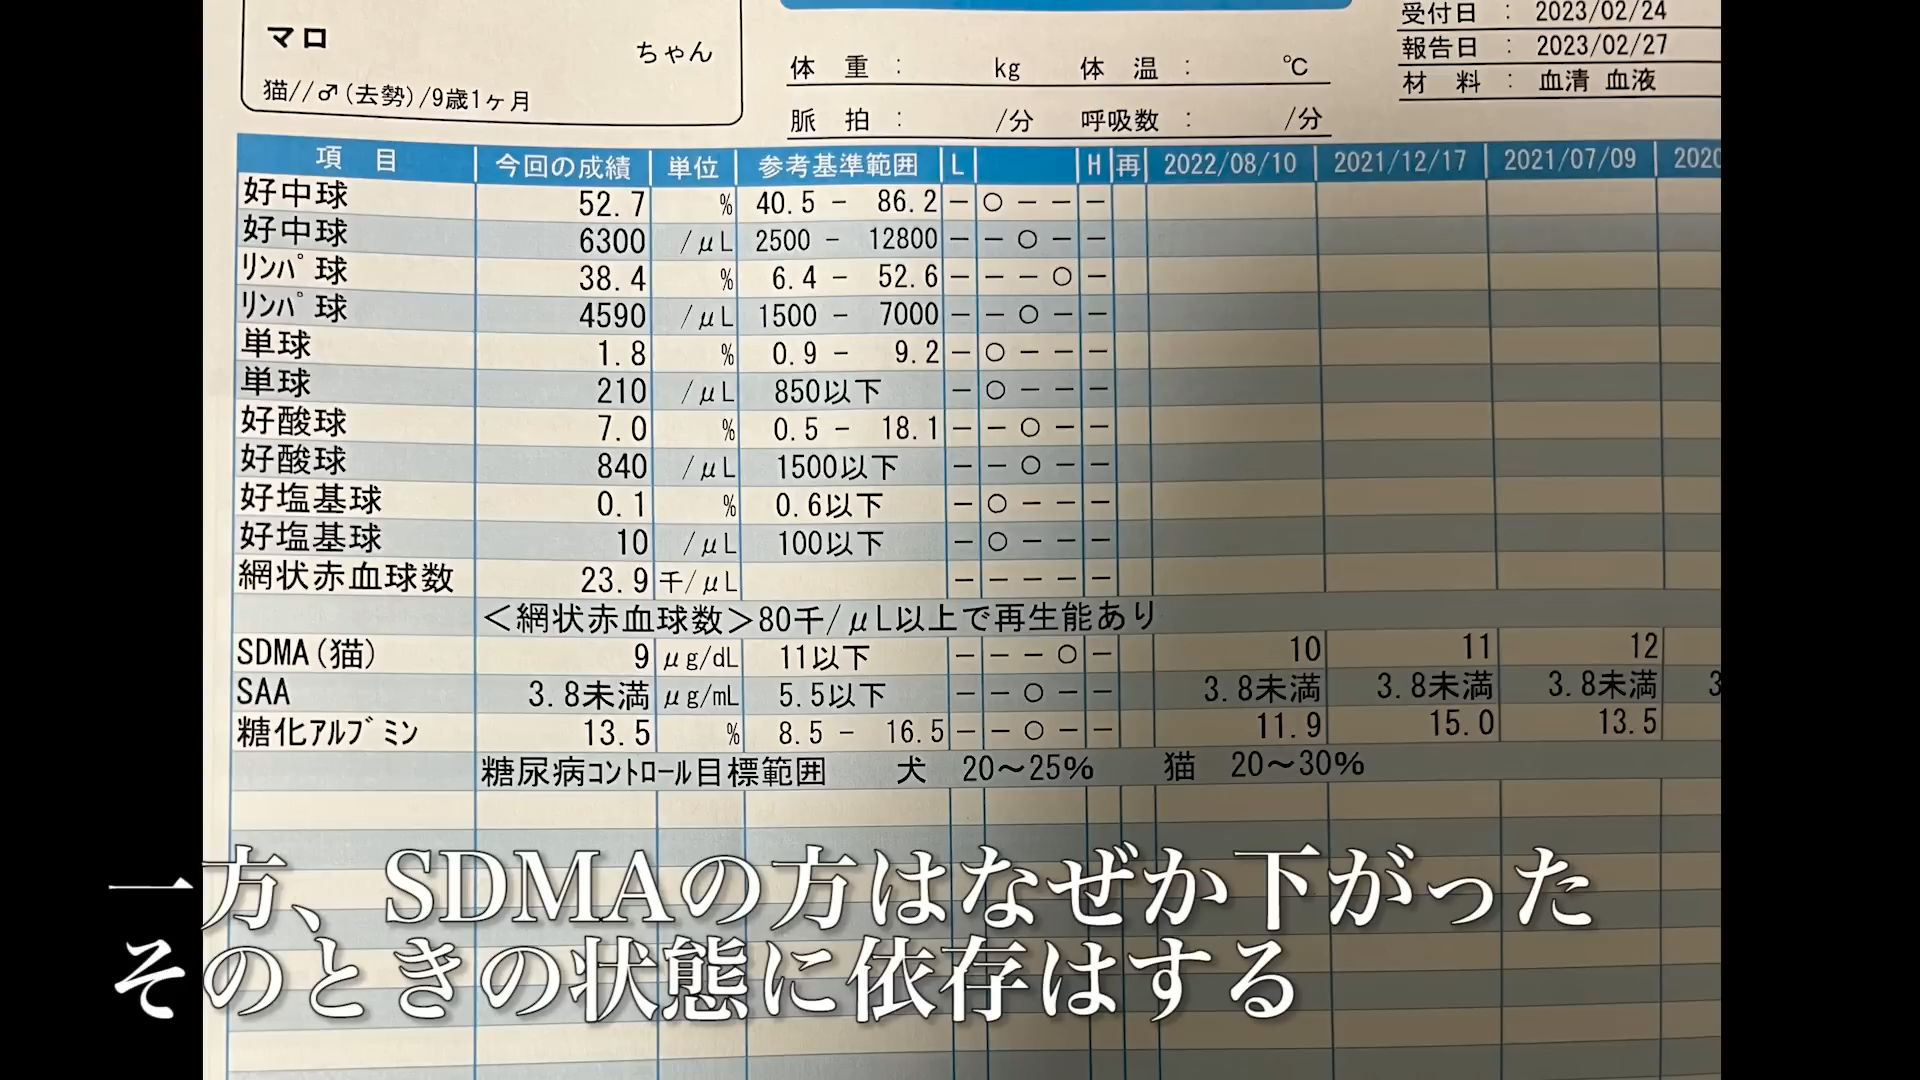 マロ ちゃん
猫//♂(去勢)/9歳1ヶ月
体 重 : kg 体 温 : ℃
脈 拍 : /分 呼吸数 : /分
受付日 : 2023/02/24
報告日 : 2023/02/27
材 料 : 血清 血液
項 目 今回の成績 単位 参考基準範囲 L H 再 2022/08/10 2021/12/17 2021/07/09 2020
好中球 52.7 % 40.5 - 86.2 - ○ - - -
好中球 6300 /μL 2500 - 12800 - - ○ - -
リンパ球 38.4 % 6.4 - 52.6 - - - ○ -
リンパ球 4590 /μL 1500 - 7000 - - ○ - -
単球 1.8 % 0.9 - 9.2 - ○ - - -
単球 210 /μL 850以下 - ○ - - -
好酸球 7.0 % 0.5 - 18.1 - - ○ - -
好酸球 840 /μL 1500以下 - - ○ - -
好塩基球 0.1 % 0.6以下 - ○ - - -
好塩基球 10 /μL 100以下 - ○ - - -
網状赤血球数 23.9 千/μL - - - - -
<網状赤血球数>80千/μL以上で再生能あり
SDMA(猫) 9 μg/dL 11以下 - - - ○ - 10 11 12
SAA 3.8未満 μg/mL 5.5以下 - - ○ - - 3.8未満 3.8未満 3.8未満 3
糖化アルブミン 13.5 % 8.5 - 16.5 - - ○ - - 11.9 15.0 13.5
糖尿病コントロール目標範囲 犬 20～25% 猫 20～30%
一方、SDMAの方はなぜか下がった
そのときの状態に依存はする